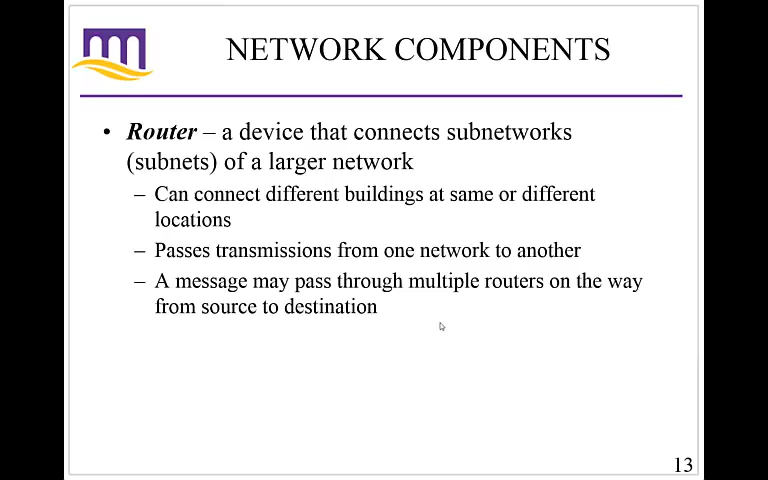 NETWORK COMPONENTS
• Router – a device that connects subnetworks
(subnets) of a larger network
– Can connect different buildings at same or different
locations
– Passes transmissions from one network to another
– A message may pass through multiple routers on the way
from source to destination
13